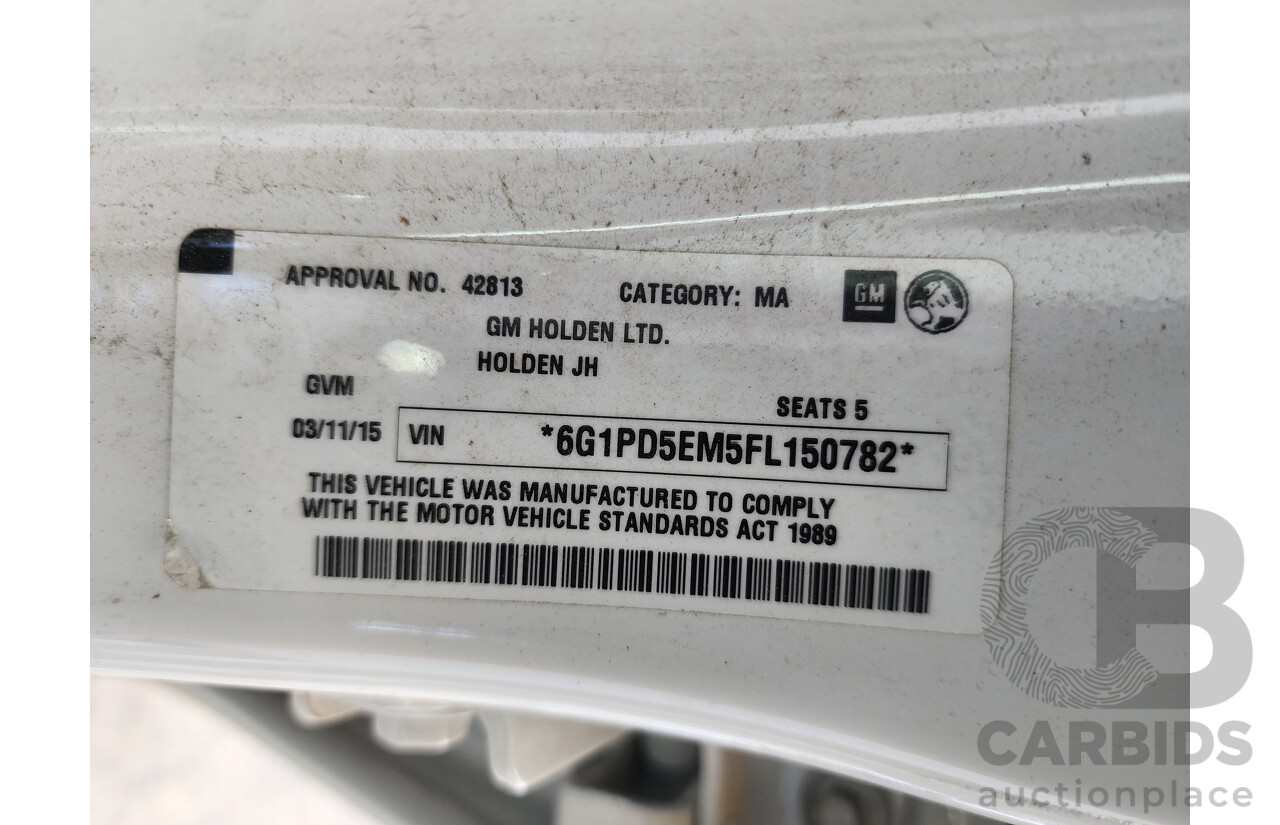 APPROVAL NO. 42813 CATEGORY: MA GM
GM HOLDEN LTD.
HOLDEN JH
GVM
SEATS 5
03/11/15 VIN *6G1PD5EM5FL150782*
THIS VEHICLE WAS MANUFACTURED TO COMPLY
WITH THE MOTOR VEHICLE STANDARDS ACT 1989
CB
CARBIDS
auctionplace